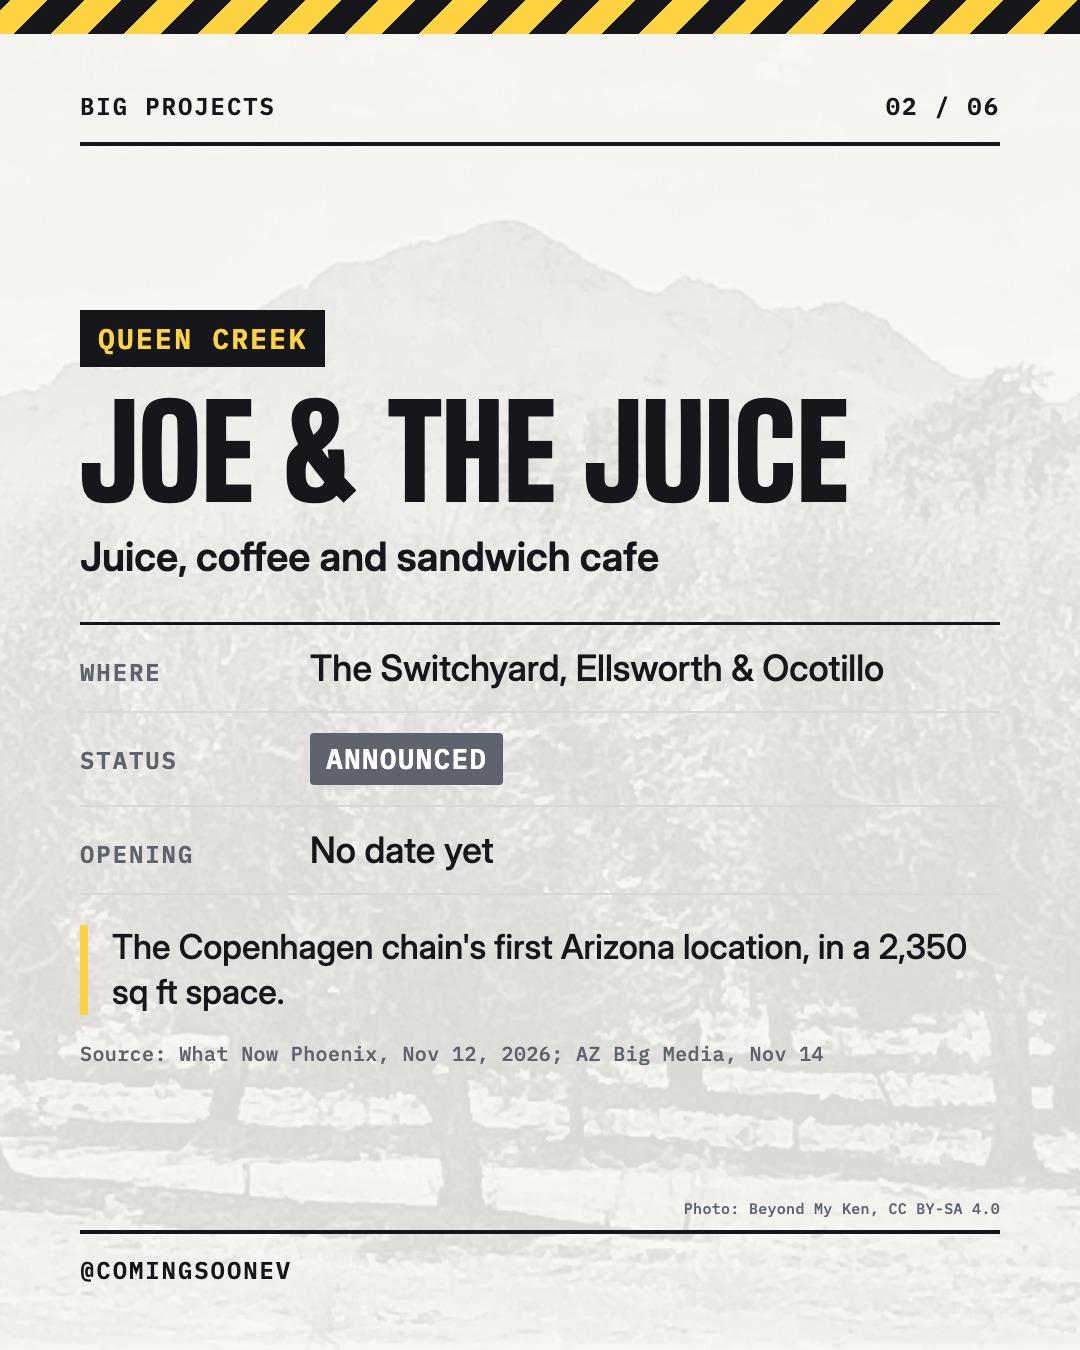 BIG PROJECTS
02 / 06
QUEEN CREEK
JOE & THE JUICE
Juice, coffee and sandwich cafe
WHERE
The Switchyard, Ellsworth & Ocotillo
STATUS
ANNOUNCED
OPENING
No date yet
The Copenhagen chain's first Arizona location, in a 2,350
sq ft space.
Source: What Now Phoenix, Nov 12, 2026; AZ Big Media, Nov 14
Photo: Beyond My Ken, CC BY-SA 4.0
@COMINGSOONEV